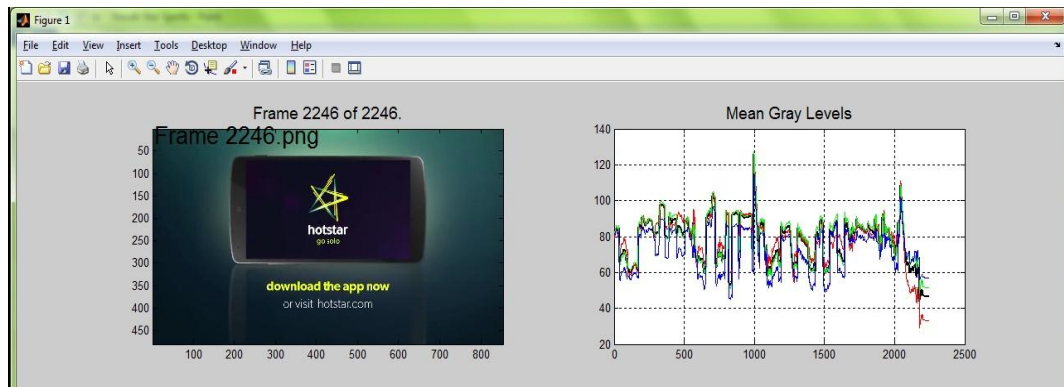 Figure 1
File Edit View Insert Tools Desktop Window Help
Frame 2246 of 2246.
Frame 2246.png
50
100
150
200
250
300
350
400
450
100 200 300 400 500 600 700 800
hotstar
go solo
download the app now
or visit hotstar.com
Mean Gray Levels
140
120
100
80
60
40
20
0 500 1000 1500 2000 2500